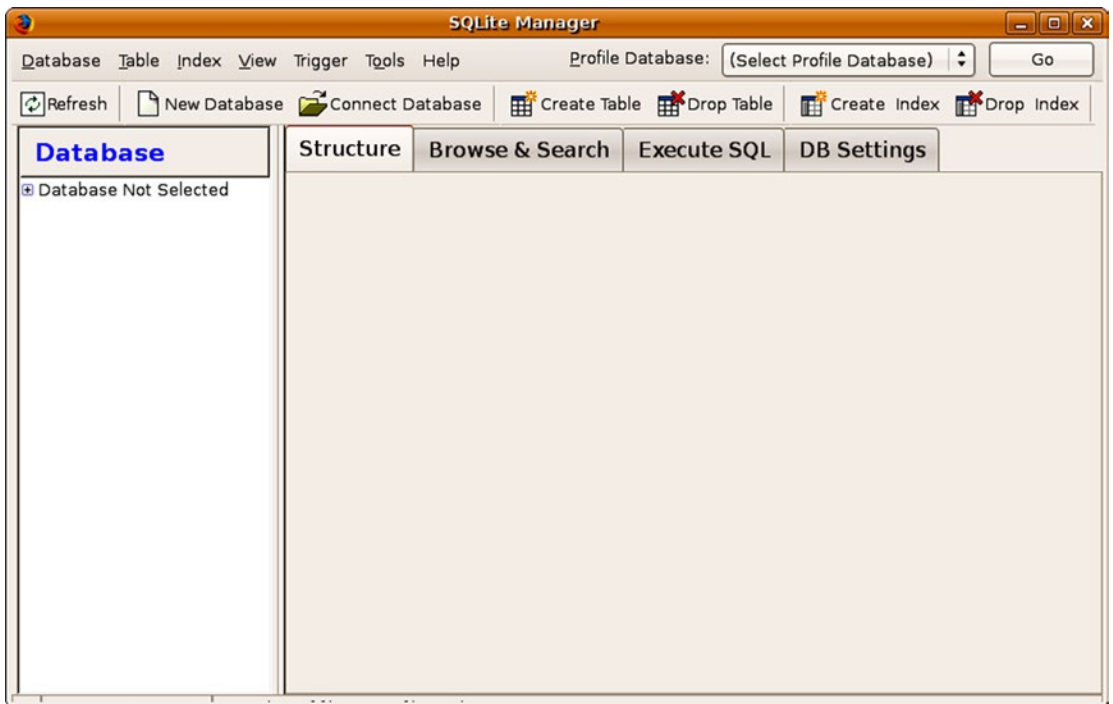 SQLite Manager
Database Table Index View Trigger Tools Help Profile Database: (Select Profile Database) Go
Refresh New Database Connect Database Create Table Drop Table Create Index Drop Index
Database Structure Browse & Search Execute SQL DB Settings
Database Not Selected